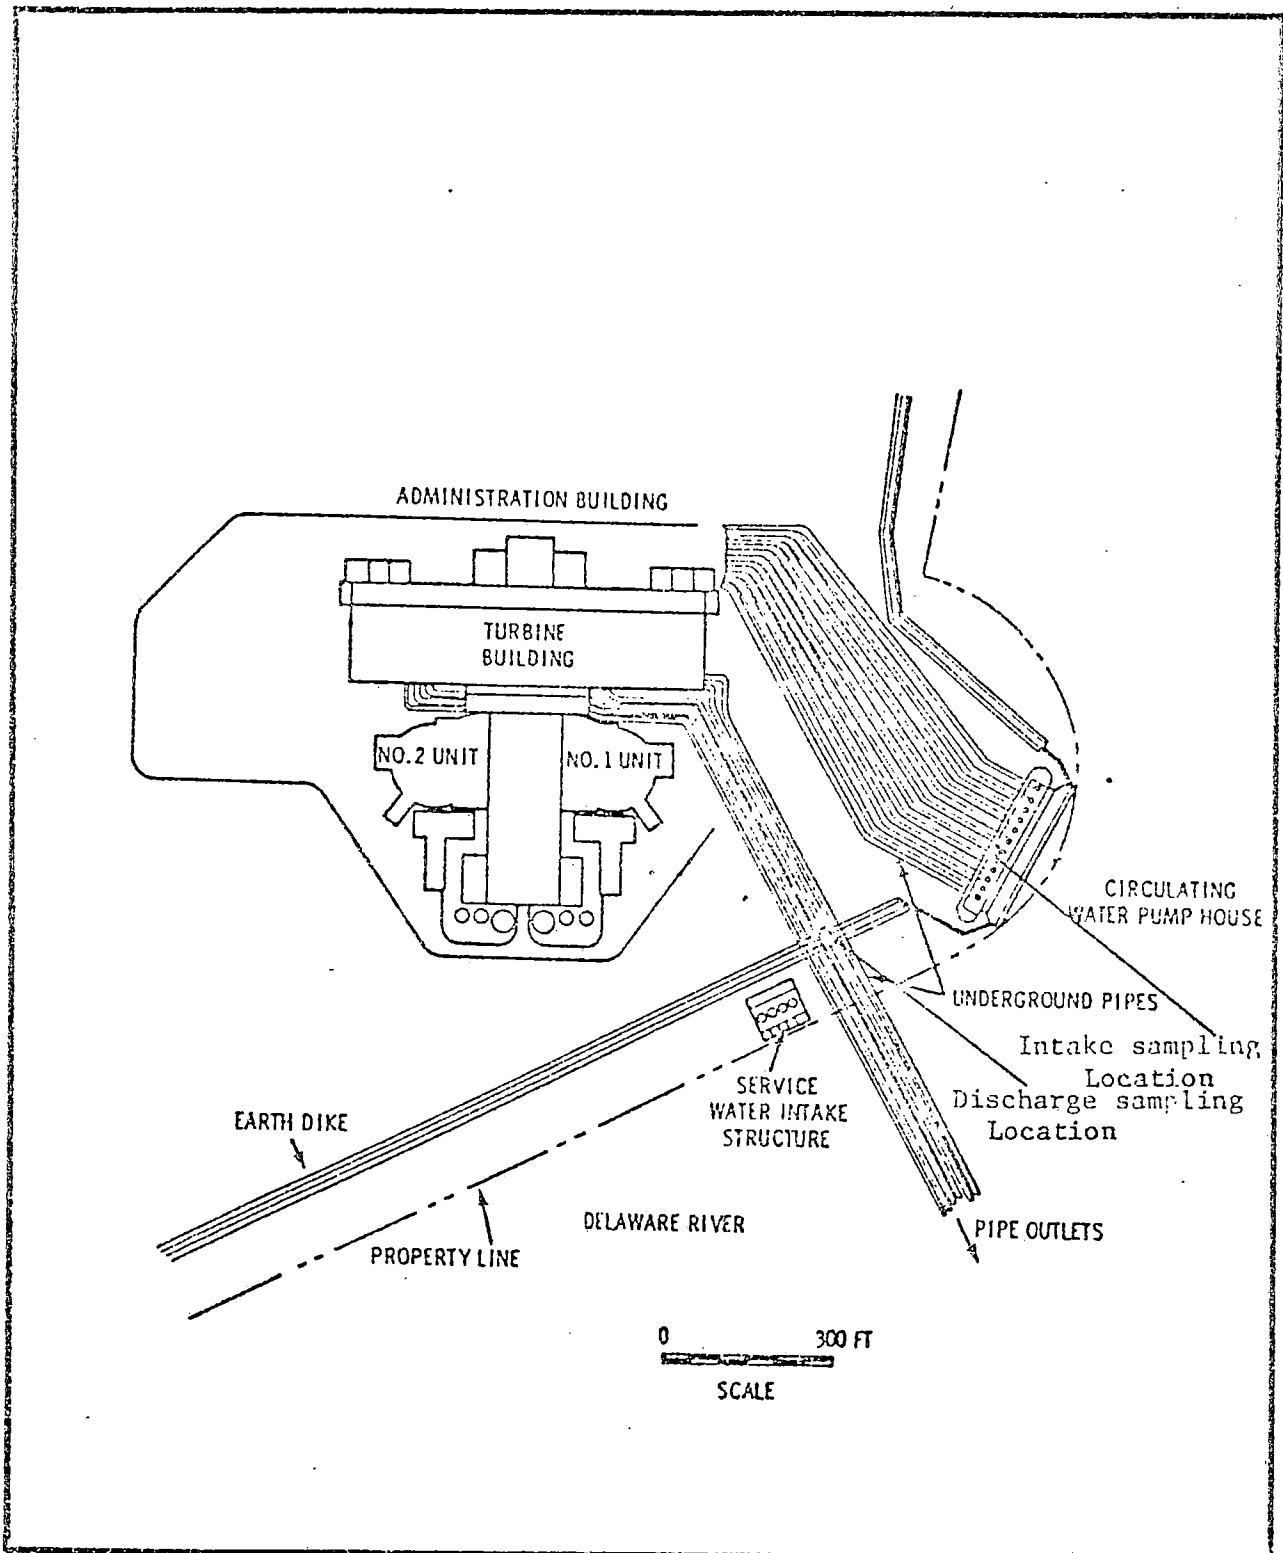 ADMINISTRATION BUILDING
TURBINE
BUILDING
NO.2 UNIT
NO.1 UNIT
CIRCULATING
WATER PUMP HOUSE
UNDERGROUND PIPES
Intake sampling
Location
Discharge sampling
Location
SERVICE
WATER INTAKE
STRUCTURE
EARTH DIKE
DELAWARE RIVER
PIPE OUTLETS
PROPERTY LINE
0 300 FT
SCALE